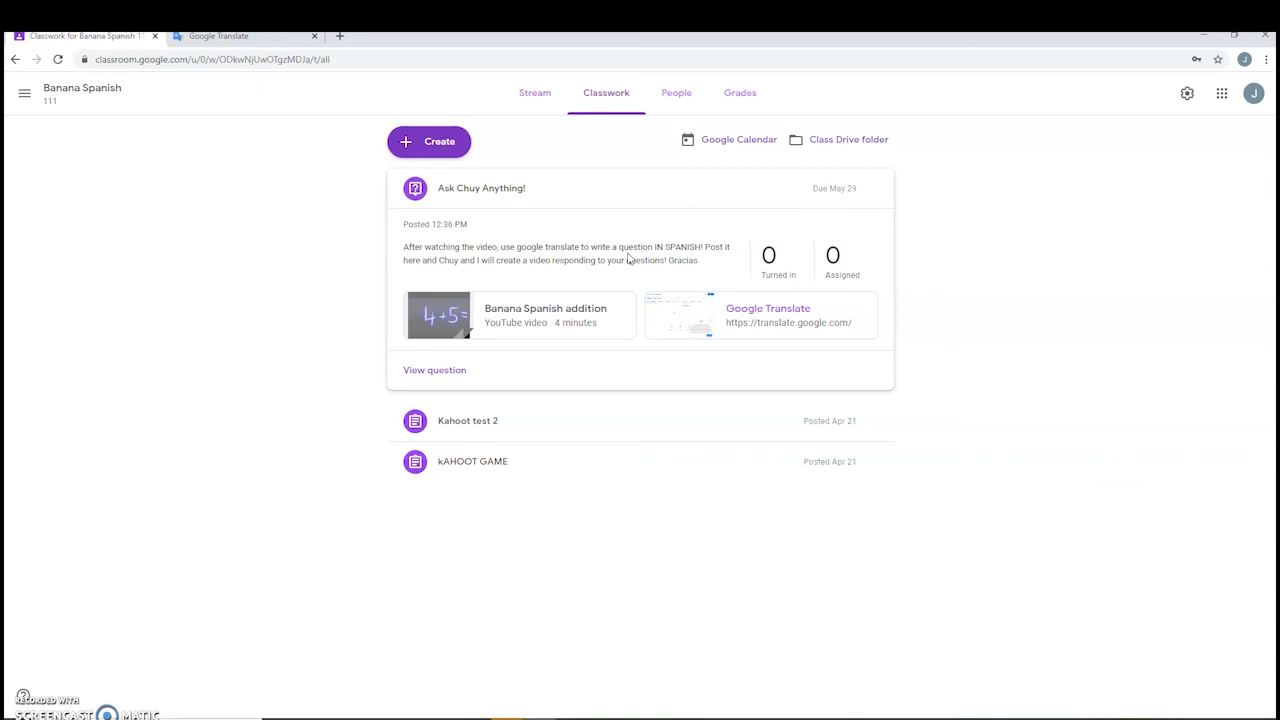 Classwork for Banana Spanish 11
Google Translate
classroom.google.com/u/0/w/ODkwNjUwOTgzMDJa/t/all
J
Banana Spanish
111
Stream
Classwork
People
Grades
J
Create
Google Calendar
Class Drive folder
Ask Chuy Anything!
Due May 29
Posted 12:36 PM
After watching the video, use google translate to write a question IN SPANISH! Post it
here and Chuy and I will create a video responding to your questions! Gracias
0
Turned in
0
Assigned
4+5=
Banana Spanish addition
YouTube video 4 minutes
Google Translate
https://translate.google.com/
View question
Kahoot test 2
Posted Apr 21
kAHOOT GAME
Posted Apr 21
RECORDED WITH
SCREENCAST MATIC